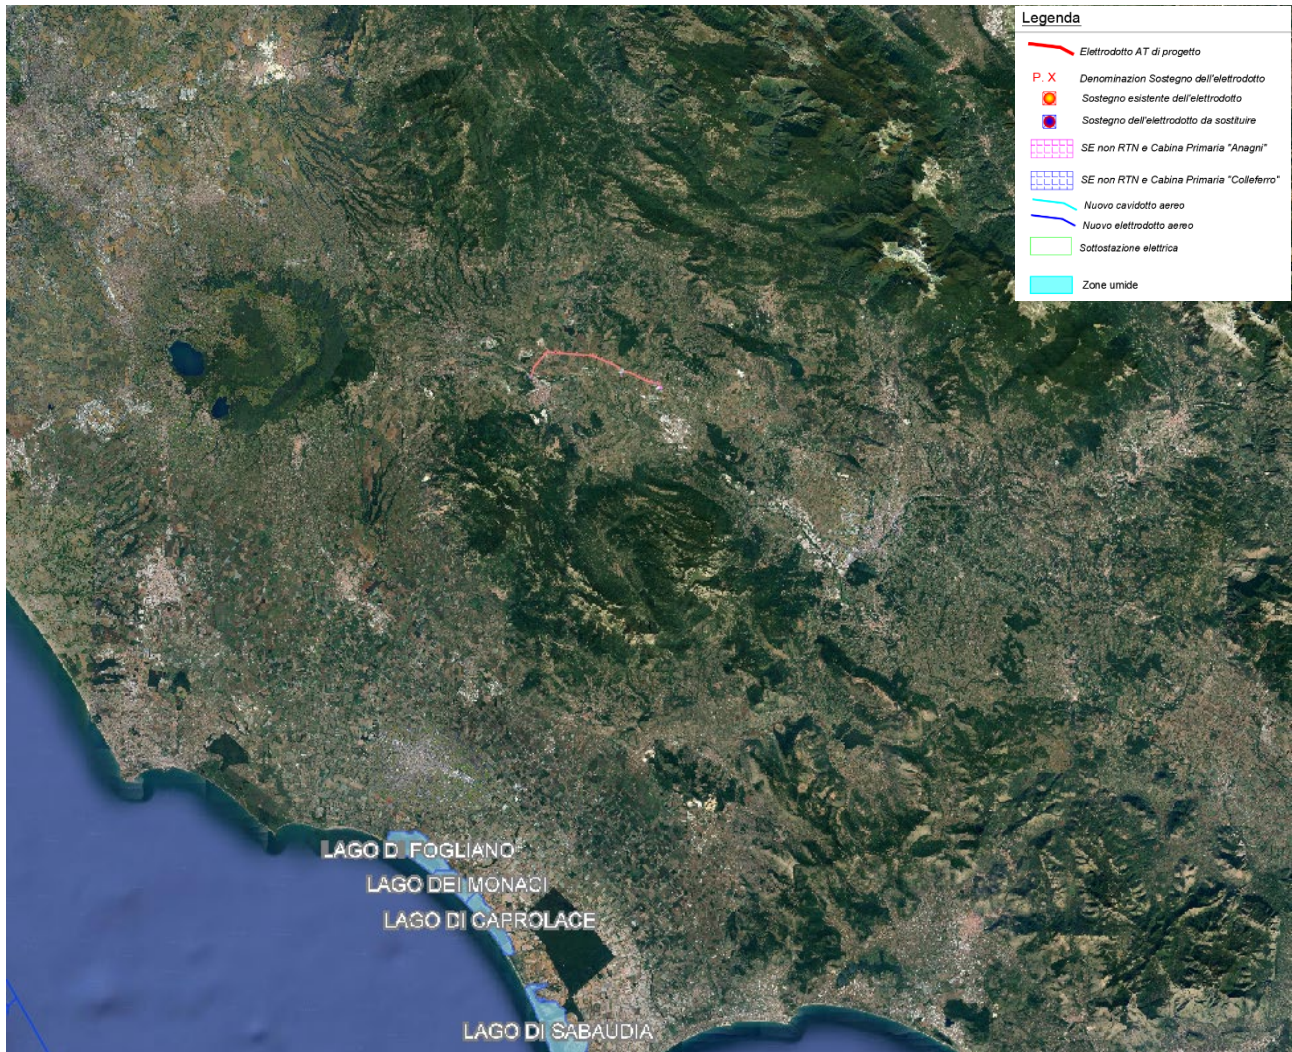 Legenda
Elettrodotto AT di progetto
P. X Denominazion Sostegno dell'elettrodotto
Sostegno esistente dell'elettrodotto
Sostegno dell'elettrodotto da sostituire
SE non RTN e Cabina Primaria "Anagni"
SE non RTN e Cabina Primaria "Colleferro"
Nuovo cavidotto aereo
Nuovo elettrodotto aereo
Sottostazione elettrica
Zone umide
LAGO DI FOGLIANO
LAGO DEI MONACI
LAGO DI CAPROLACE
LAGO DI SABAUDIA